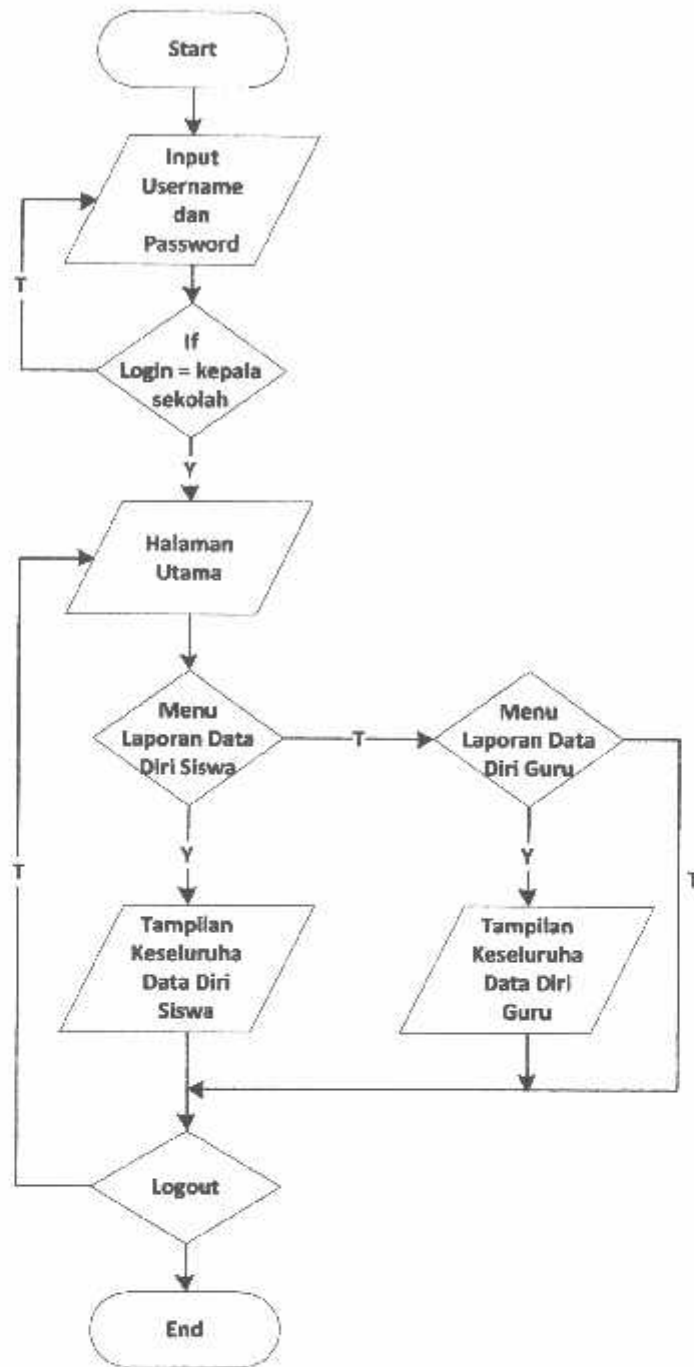 Start
Input
Username
dan
Password
T
If
Login = kepala
sekolah
Y
Halaman
Utama
Menu
Laporan Data
Diri Siswa
T
Menu
Laporan Data
Diri Guru
Y
Y
T
T
Tampilan
Keseluruha
Data Diri
Siswa
Tampilan
Keseluruha
Data Diri
Guru
Logout
End